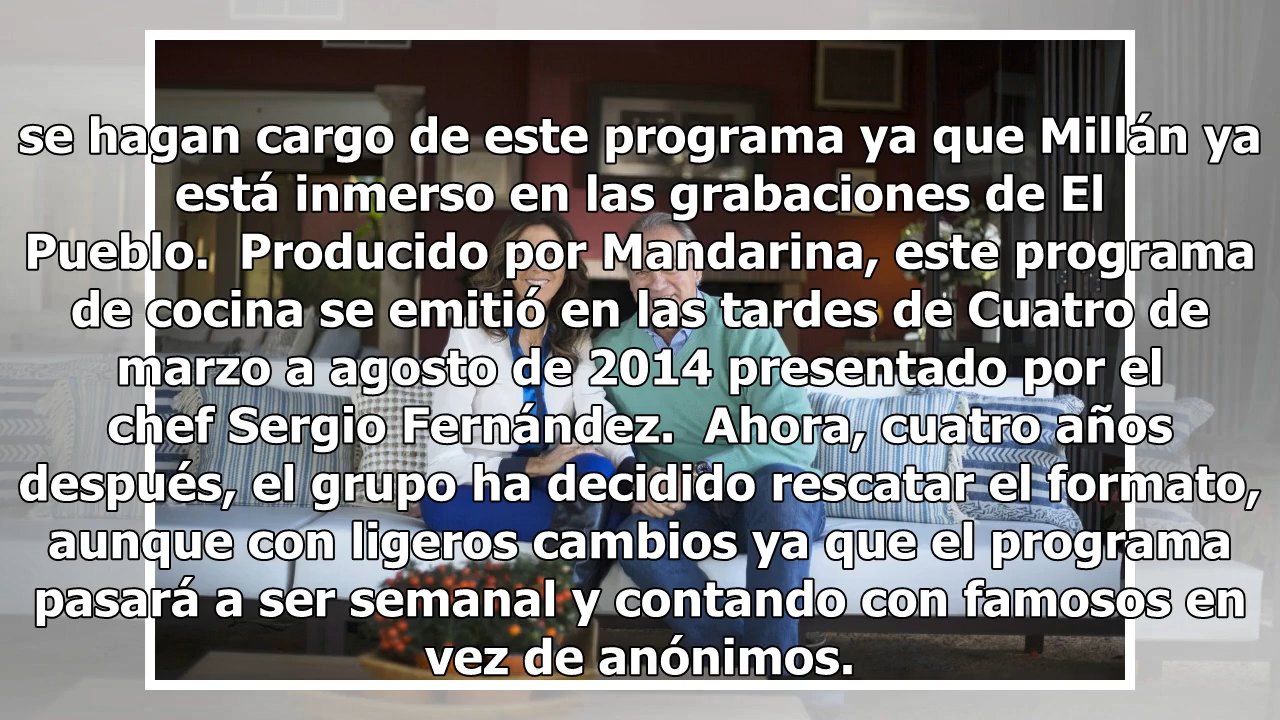 se hagan cargo de este programa ya que Millán ya
está inmerso en las grabaciones de El
Pueblo.  Producido por Mandarina, este programa
de cocina se emitió en las tardes de Cuatro de
marzo a agosto de 2014 presentado por el
chef Sergio Fernández.  Ahora, cuatro años
después, el grupo ha decidido rescatar el formato,
aunque con ligeros cambios ya que el programa
pasará a ser semanal y contando con famosos en
vez de anónimos.